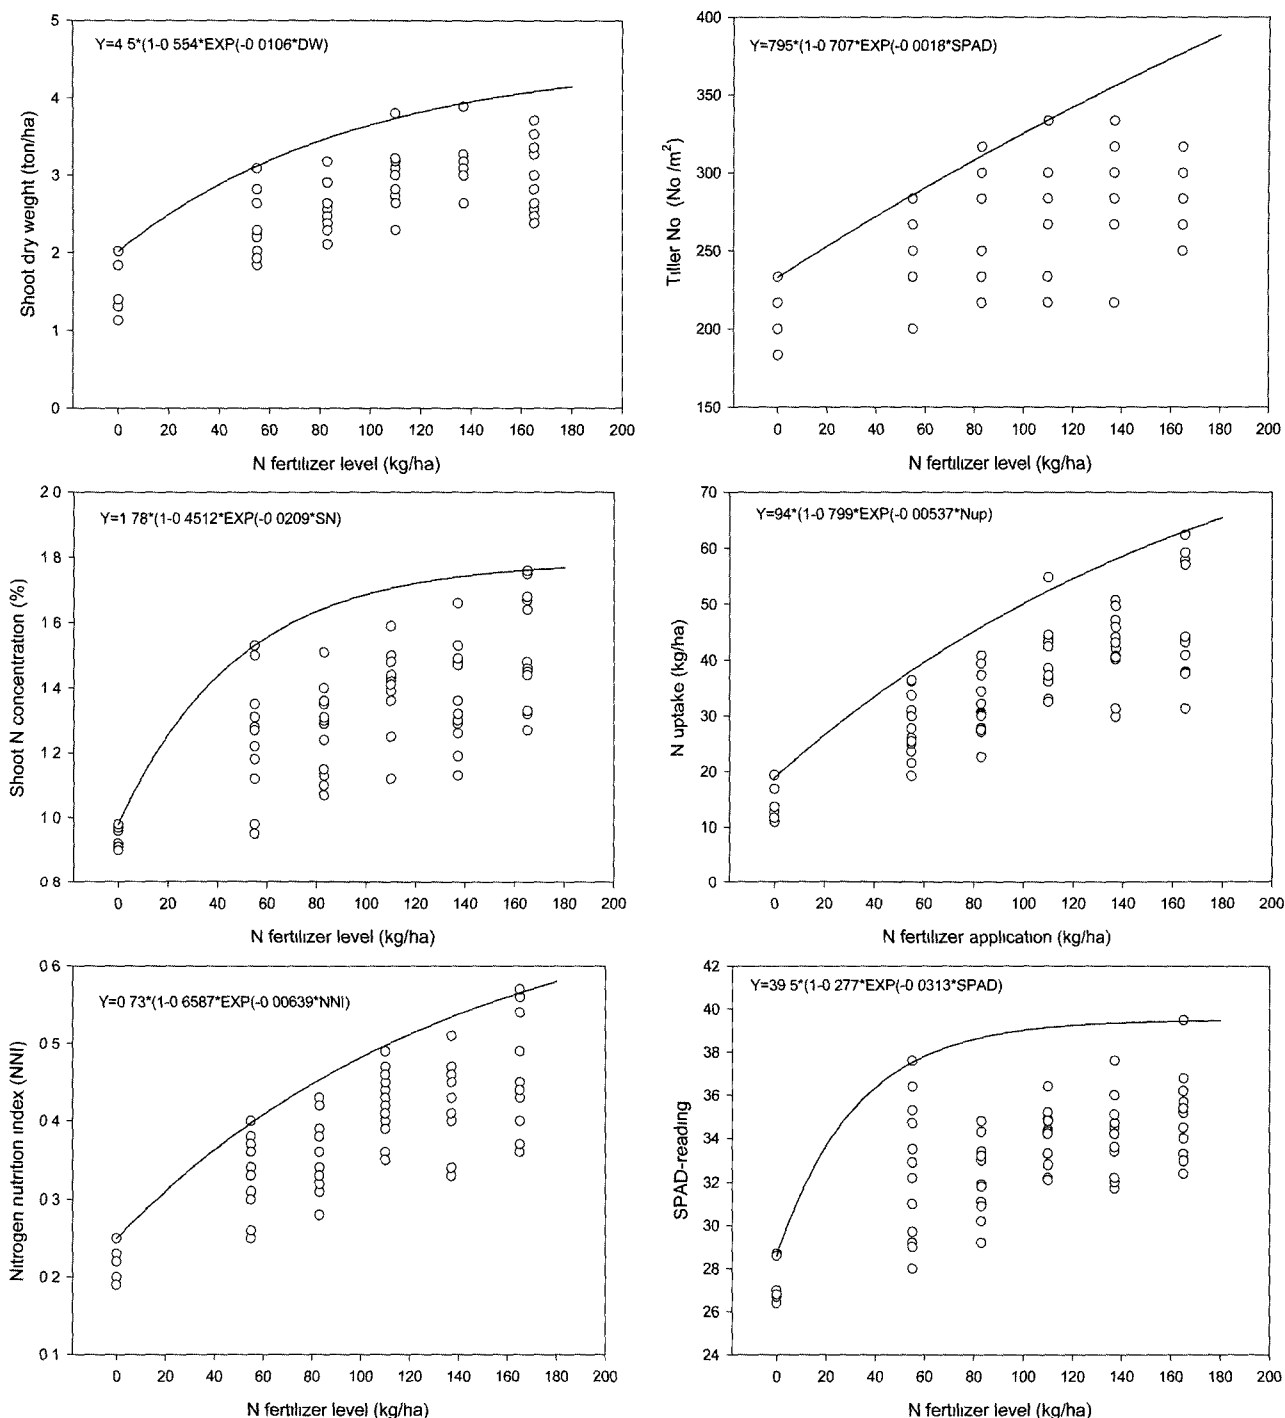 Y=4 5*(1-0 554*EXP(-0 0106*DW)
Shoot dry weight (ton/ha)
5
4
3
2
1
0
0 20 40 60 80 100 120 140 160 180 200
N fertilizer level (kg/ha)
Y=795*(1-0 707*EXP(-0 0018*SPAD)
Tiller No (No /m²)
400
350
300
250
200
150
0 20 40 60 80 100 120 140 160 180 200
N fertilizer level (kg/ha)
Y=1 78*(1-0 4512*EXP(-0 0209*SN)
Shoot N concentration (%)
2 0
1 8
1 6
1 4
1 2
1 0
0 8
0 20 40 60 80 100 120 140 160 180 200
N fertilizer level (kg/ha)
Y=94*(1-0 799*EXP(-0 00537*Nup)
N uptake (kg/ha)
70
60
50
40
30
20
10
0
0 20 40 60 80 100 120 140 160 180 200
N fertilizer application (kg/ha)
Y=0 73*(1-0 6587*EXP(-0 00639*NNI)
Nitrogen nutrition index (NNI)
0 6
0 5
0 4
0 3
0 2
0 1
0 20 40 60 80 100 120 140 160 180 200
N fertilizer level (kg/ha)
Y=39 5*(1-0 277*EXP(-0 0313*SPAD)
SPAD-reading
42
40
38
36
34
32
30
28
26
24
0 20 40 60 80 100 120 140 160 180 200
N fertilizer level (kg/ha)